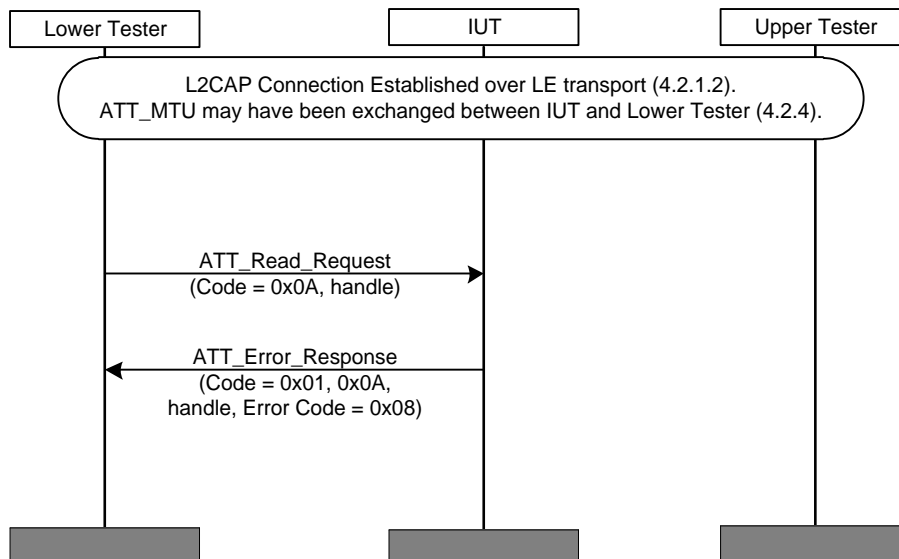 Lower Tester
IUT
Upper Tester
L2CAP Connection Established over LE transport (4.2.1.2).
ATT_MTU may have been exchanged between IUT and Lower Tester (4.2.4).
ATT_Read_Request
(Code = 0x0A, handle)
ATT_Error_Response
(Code = 0x01, 0x0A,
handle, Error Code = 0x08)